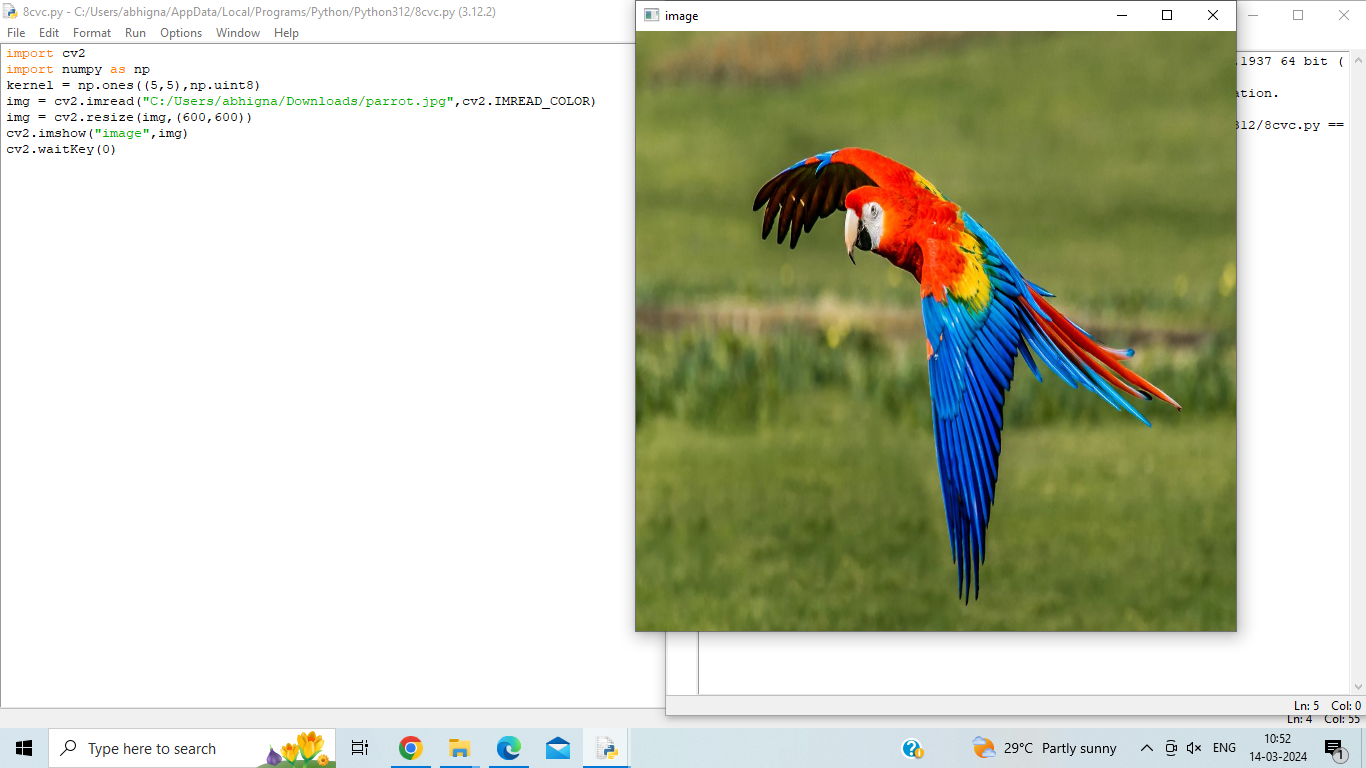 8cvc.py - C:/Users/abhigna/AppData/Local/Programs/Python/Python312/8cvc.py (3.12.2)
File Edit Format Run Options Window Help
import cv2
import numpy as np
kernel = np.ones((5,5),np.uint8)
img = cv2.imread("C:/Users/abhigna/Downloads/parrot.jpg",cv2.IMREAD_COLOR)
img = cv2.resize(img,(600,600))
cv2.imshow("image",img)
cv2.waitKey(0)
image
.1937 64 bit (
ation.
312/8cvc.py ==
Ln: 5 Col: 0
Ln: 4 Col: 55
Type here to search
29°C Partly sunny
ENG
10:52
14-03-2024
1